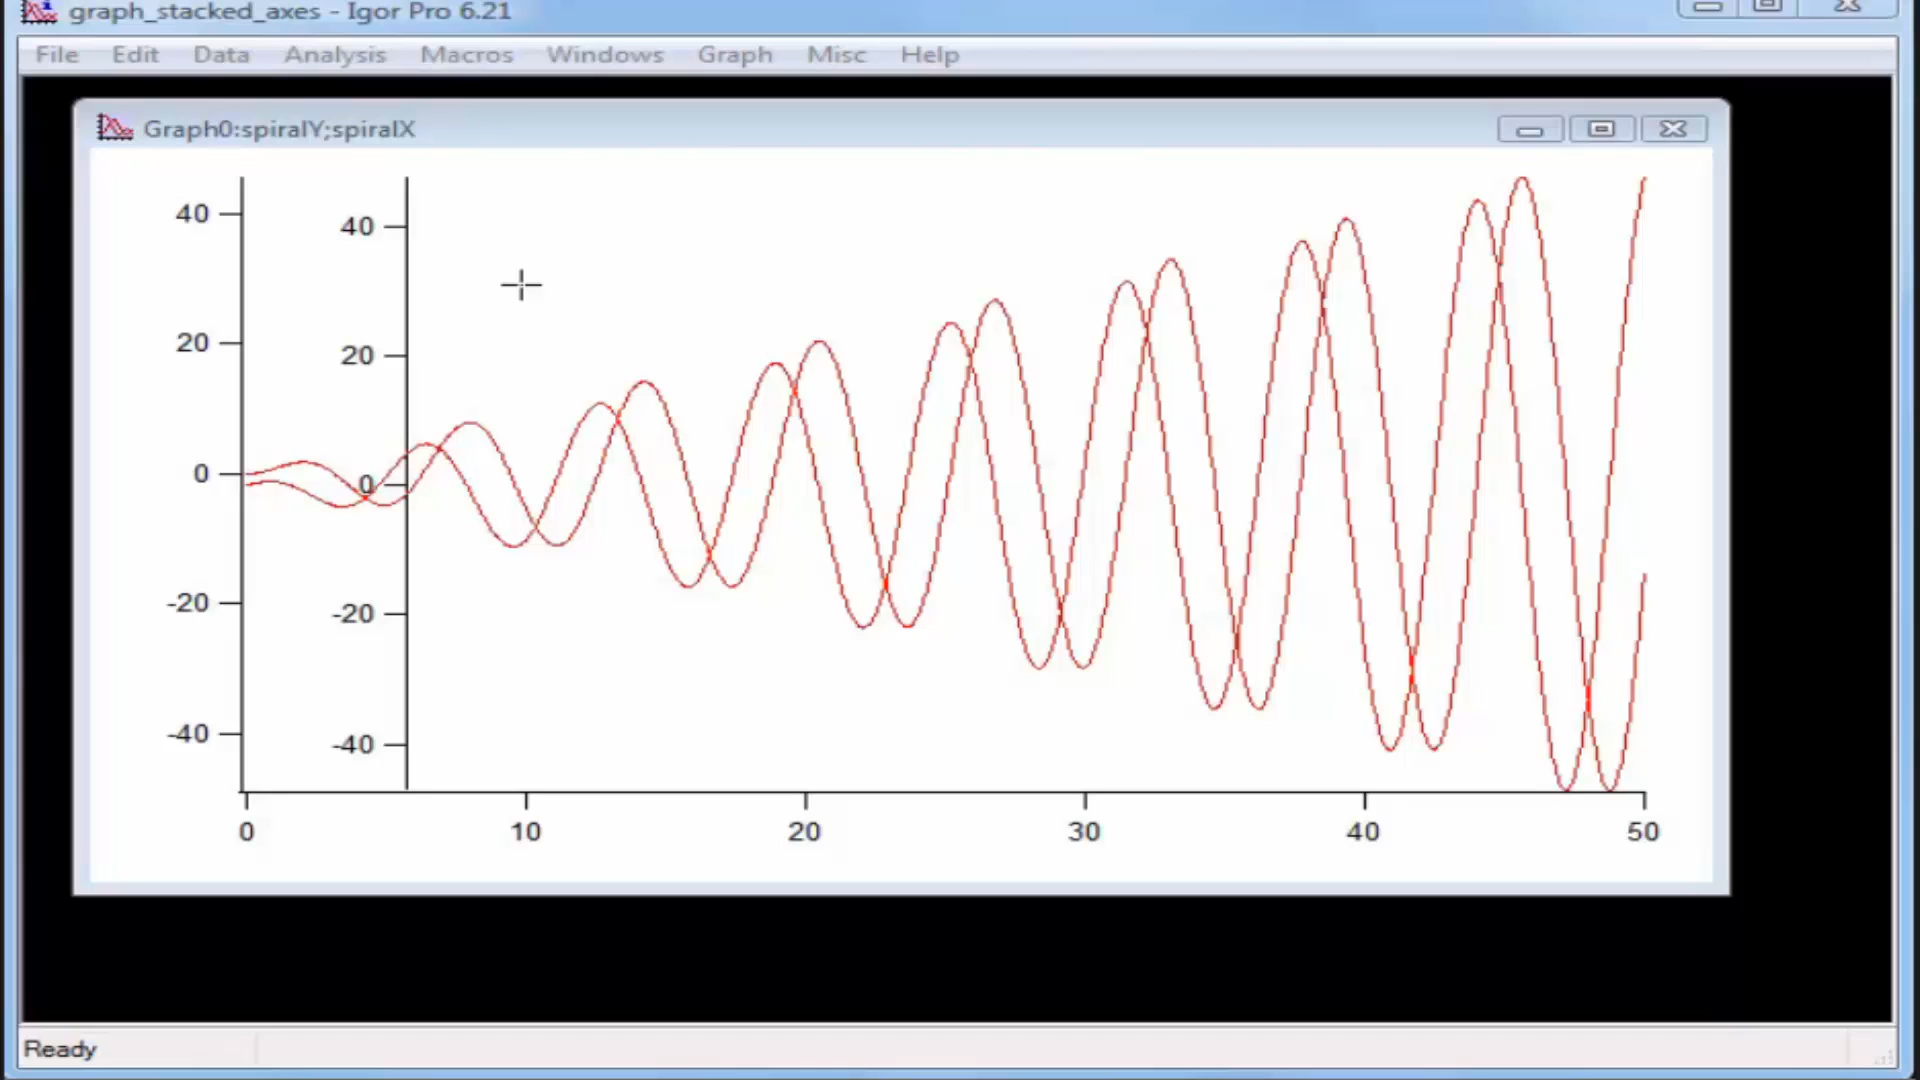 graph_stacked_axes - Igor Pro 6.21
File Edit Data Analysis Macros Windows Graph Misc Help
Graph0:spiralY;spiralX
40 40
20 20
0 0
-20 -20
-40 -40
0 10 20 30 40 50
Ready